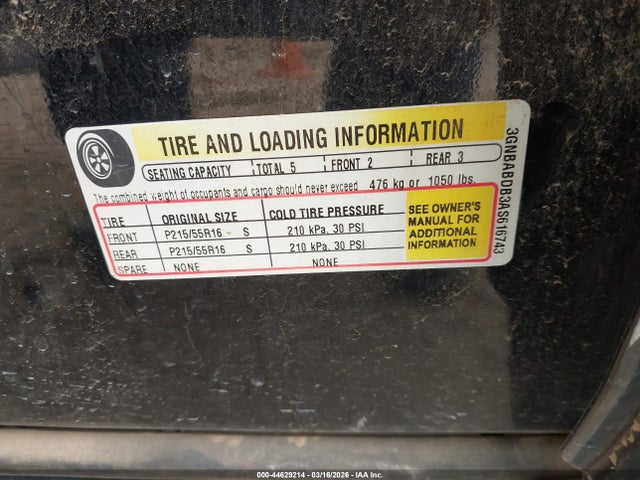 TIRE AND LOADING INFORMATION
SEATING CAPACITY TOTAL 5 FRONT 2 REAR 3
The combined weight of occupants and cargo should never exceed 476 kg or 1050 lbs.
TIRE ORIGINAL SIZE COLD TIRE PRESSURE
FRONT P215/55R16 S 210 kPa, 30 PSI
REAR P215/55R16 S 210 kPa, 30 PSI
SPARE NONE NONE
SEE OWNER'S
MANUAL FOR
ADDITIONAL
INFORMATION
3GNBABDB3AS616743
000-44629214 - 03/16/2026 - IAA Inc.